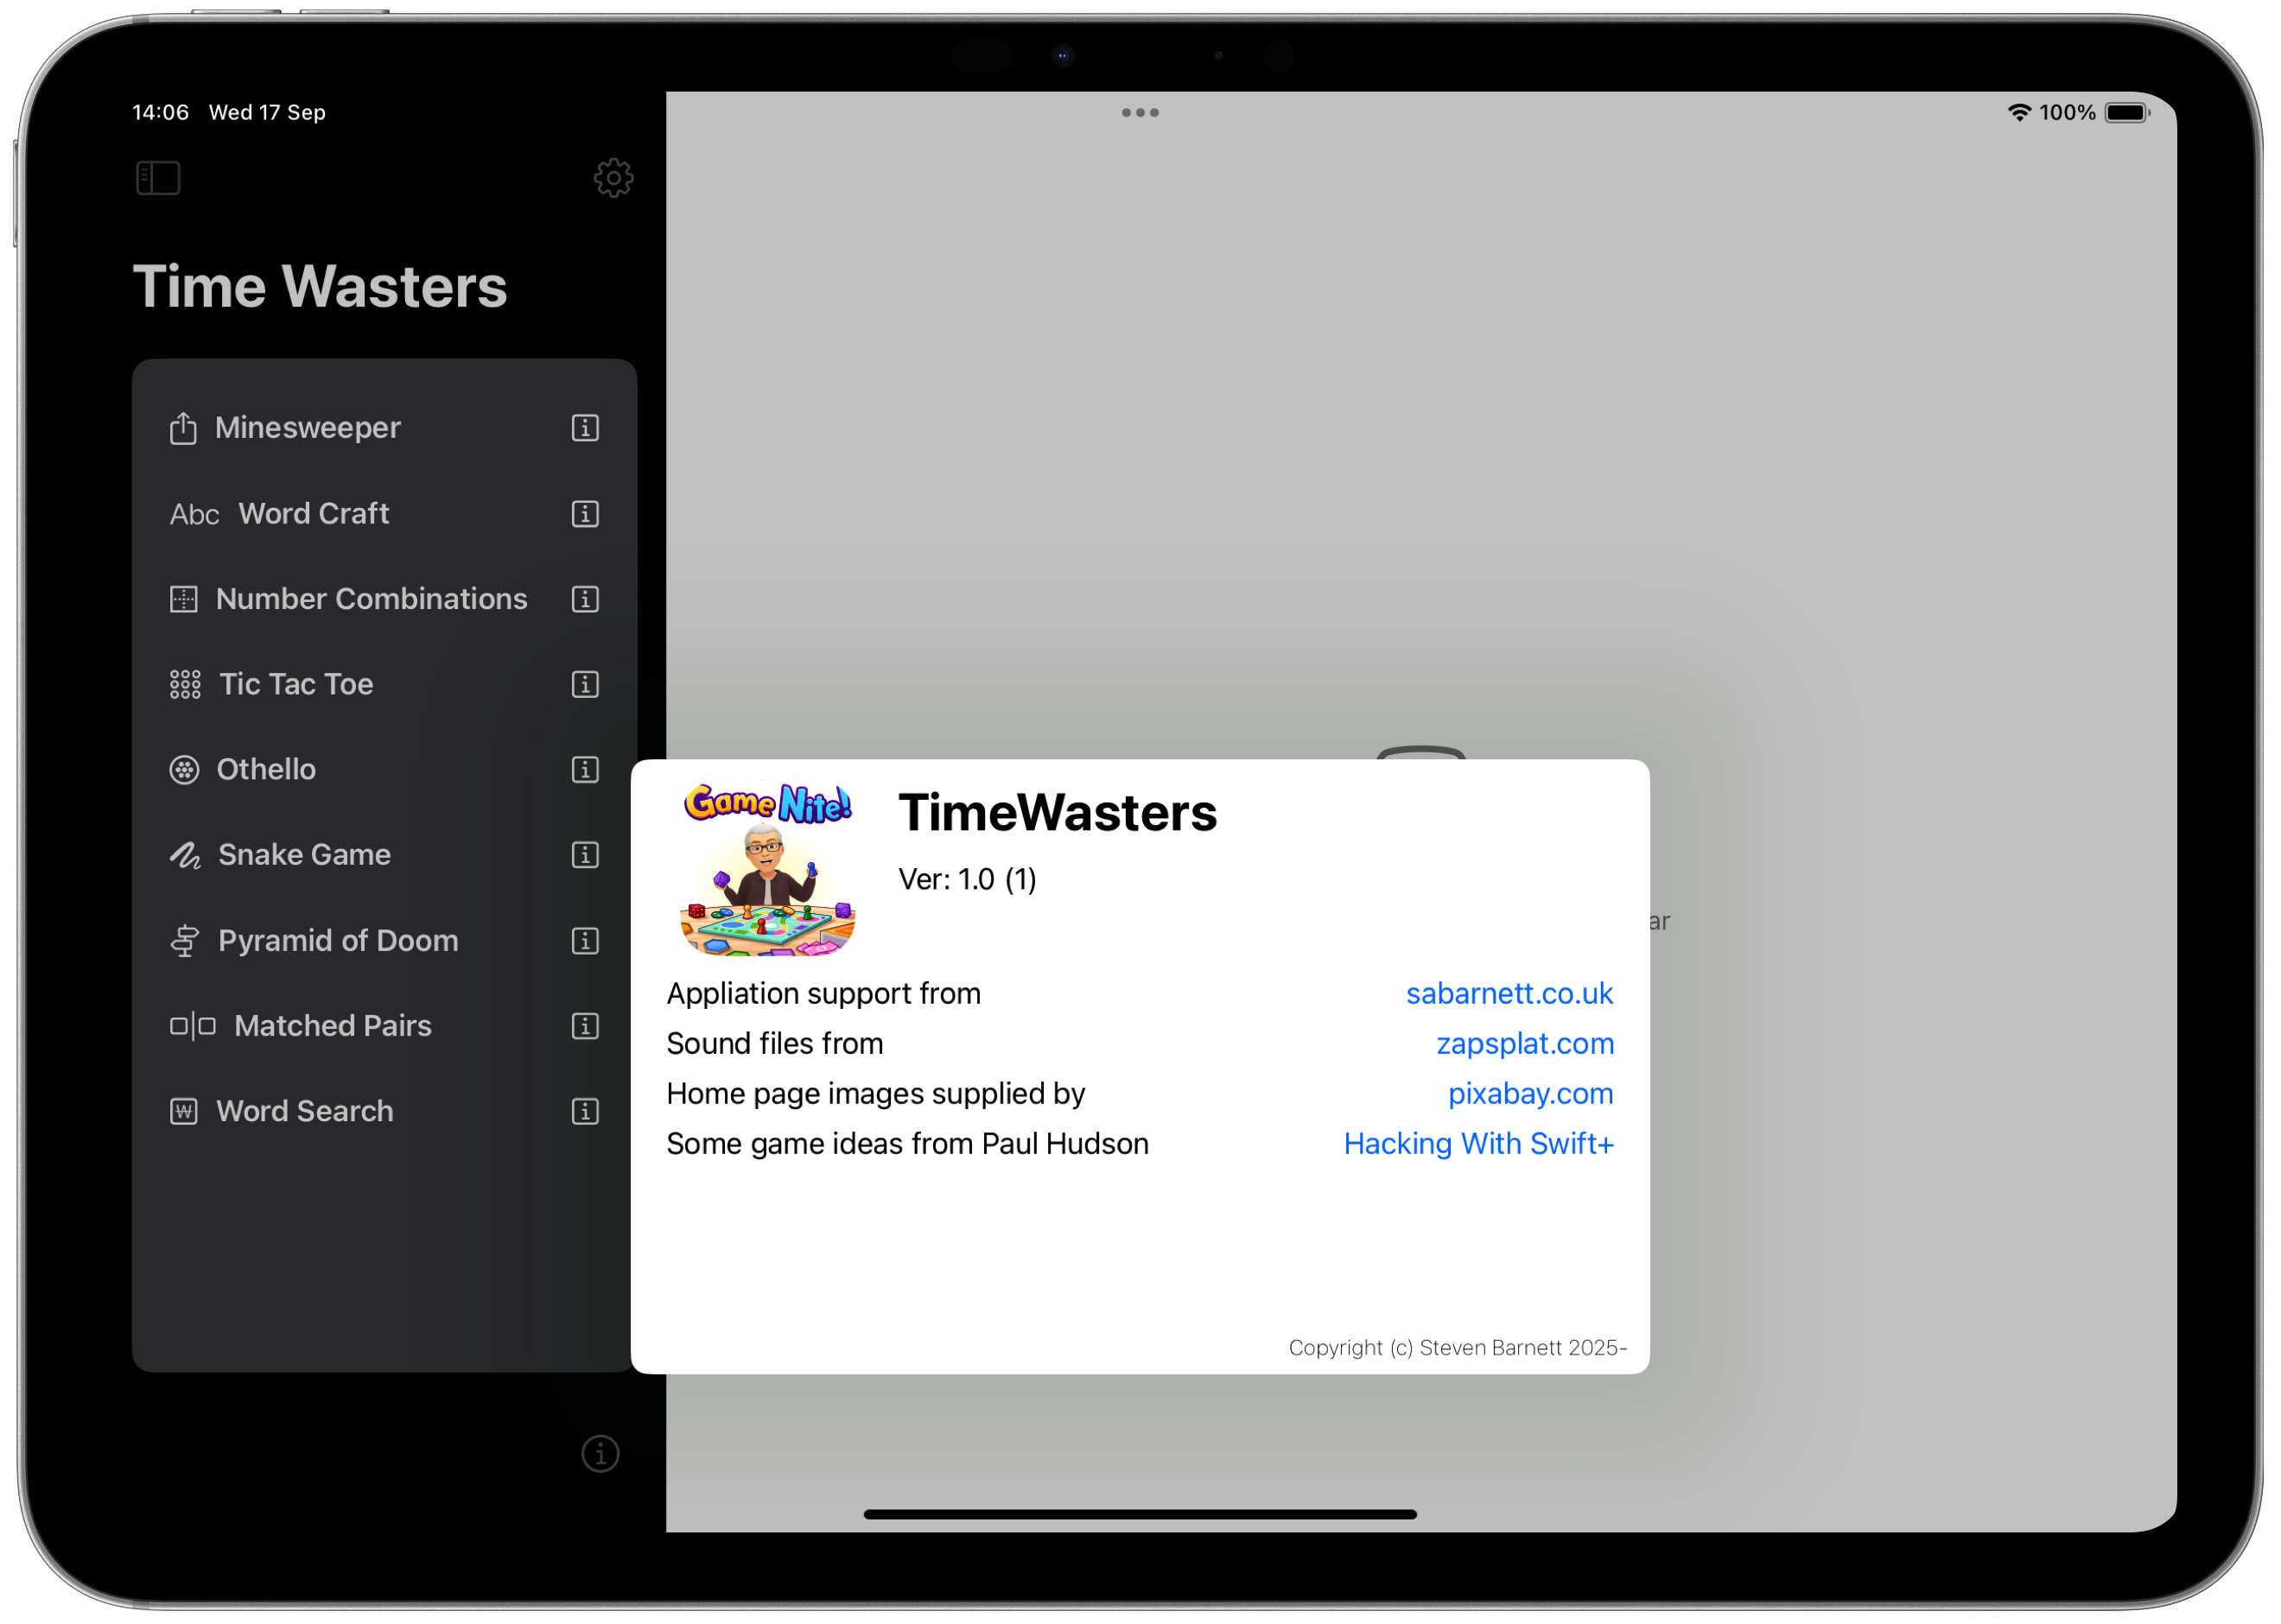 14:06 Wed 17 Sep
100%
Time Wasters
Minesweeper
Abc Word Craft
Number Combinations
Tic Tac Toe
Othello
Snake Game
Pyramid of Doom
Matched Pairs
Word Search
Game Nite!
TimeWasters
Ver: 1.0 (1)
ar
Appliation support from sabarnett.co.uk
Sound files from zapsplat.com
Home page images supplied by pixabay.com
Some game ideas from Paul Hudson Hacking With Swift+
Copyright (c) Steven Barnett 2025-